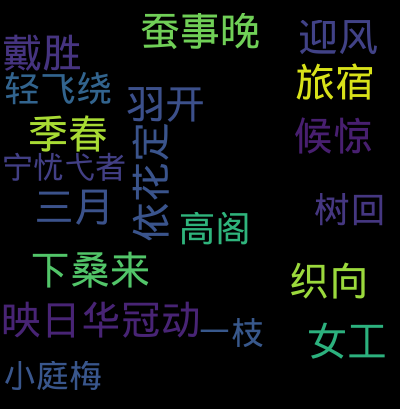 蚕事晚
迎风
戴胜
旅宿
轻飞绕
羽开
季春
候惊
依花定
宁忧弋者
三月
树回
高阁
下桑来
织向
映日华冠动
一枝
女工
小庭梅